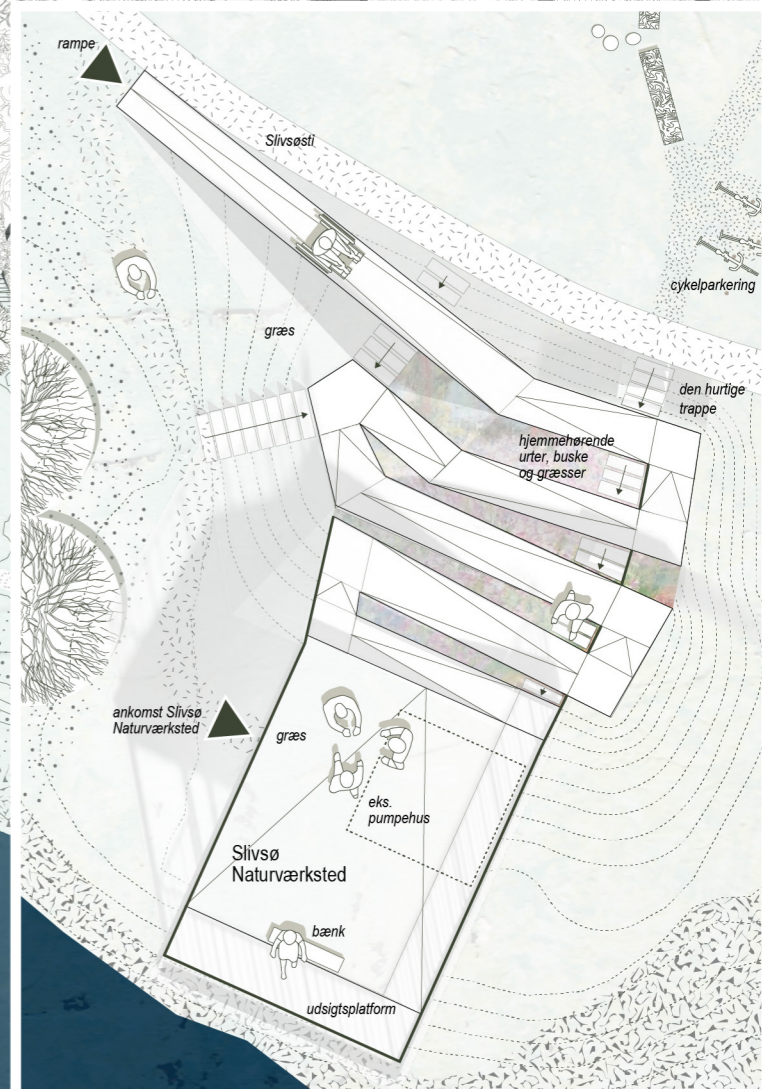 rampe
Slivsøsti
cykelparkering
græs
den hurtige
trappe
hjemmehørende
urter, buske
og græsser
ankomst Slivsø
Naturværksted
græs
eks.
pumpehus
Slivsø
Naturværksted
bænk
udsigtsplatform